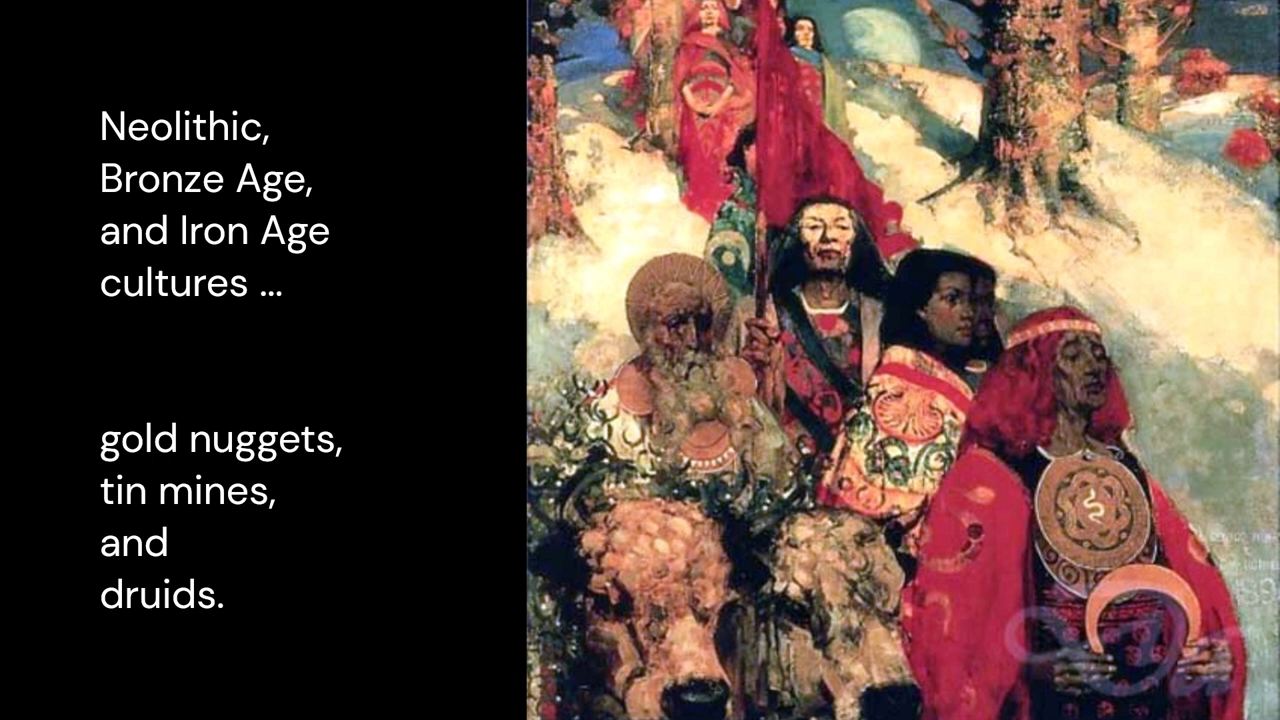 Neolithic,
Bronze Age,
and Iron Age
cultures ...
gold nuggets,
tin mines,
and
druids.